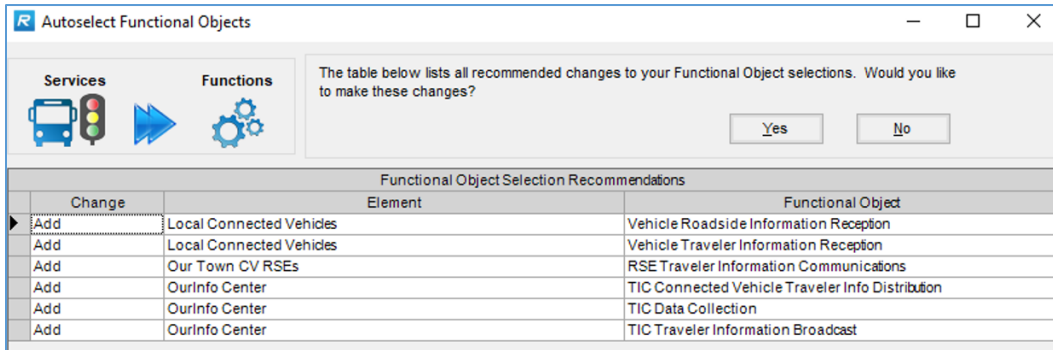 R Autoselect Functional Objects
Services Functions
The table below lists all recommended changes to your Functional Object selections. Would you like
to make these changes?
Yes No
Functional Object Selection Recommendations
Change Element Functional Object
Add Local Connected Vehicles Vehicle Roadside Information Reception
Add Local Connected Vehicles Vehicle Traveler Information Reception
Add Our Town CV RSEs RSE Traveler Information Communications
Add OurInfo Center TIC Connected Vehicle Traveler Info Distribution
Add OurInfo Center TIC Data Collection
Add OurInfo Center TIC Traveler Information Broadcast